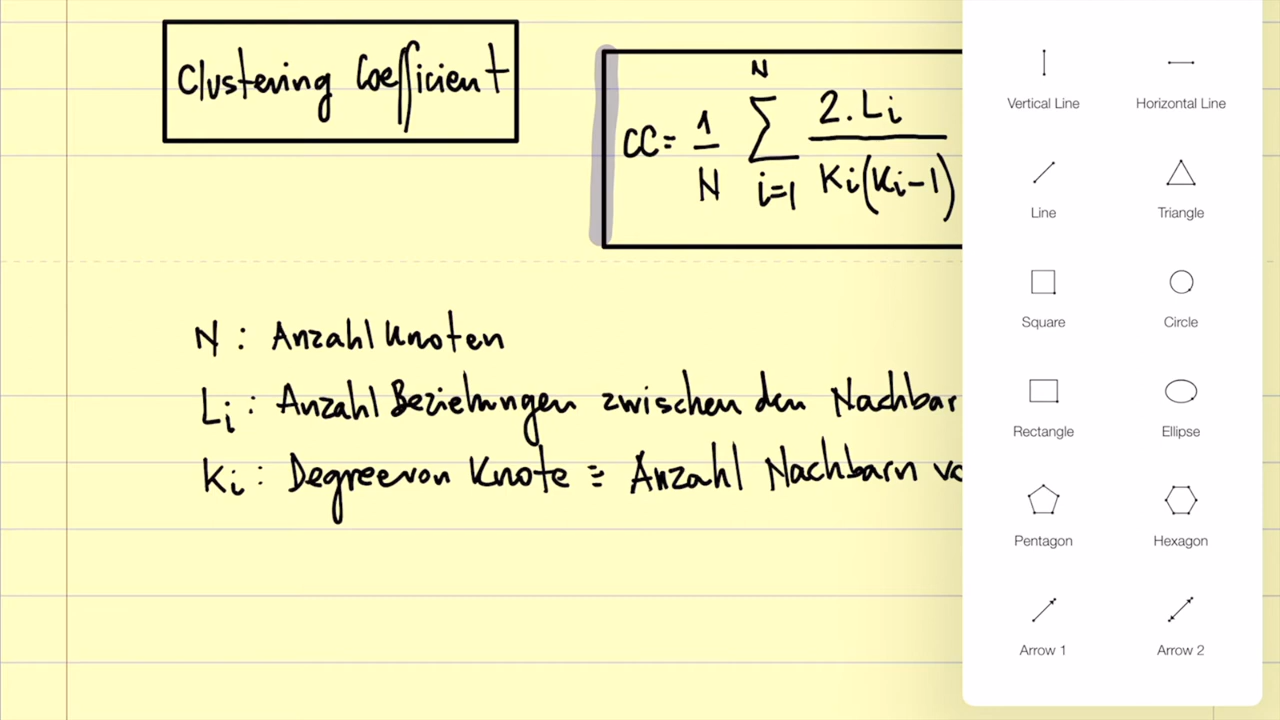 Clustering Coefficient
CC = 1/N N∑i=1 2.Li/Ki(Ki-1)
N : Anzahl Knoten
Li : Anzahl Beziehungen zwischen den Nachbar
Ki : Degree von Knote = Anzahl Nachbarn vo
Vertical Line
Horizontal Line
Line
Triangle
Square
Circle
Rectangle
Ellipse
Pentagon
Hexagon
Arrow 1
Arrow 2